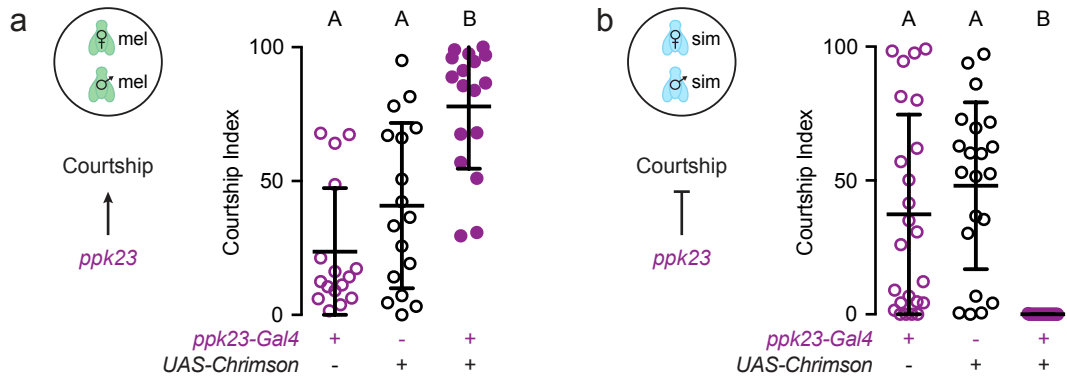 a
♀ mel
♂ mel
Courtship
ppk23
A A B
Courtship Index
100
50
0
ppk23-Gal4 + - +
UAS-Chrimson - + +
b
♀ sim
♂ sim
Courtship
ppk23
A A B
Courtship Index
100
50
0
ppk23-Gal4 + - +
UAS-Chrimson - + +